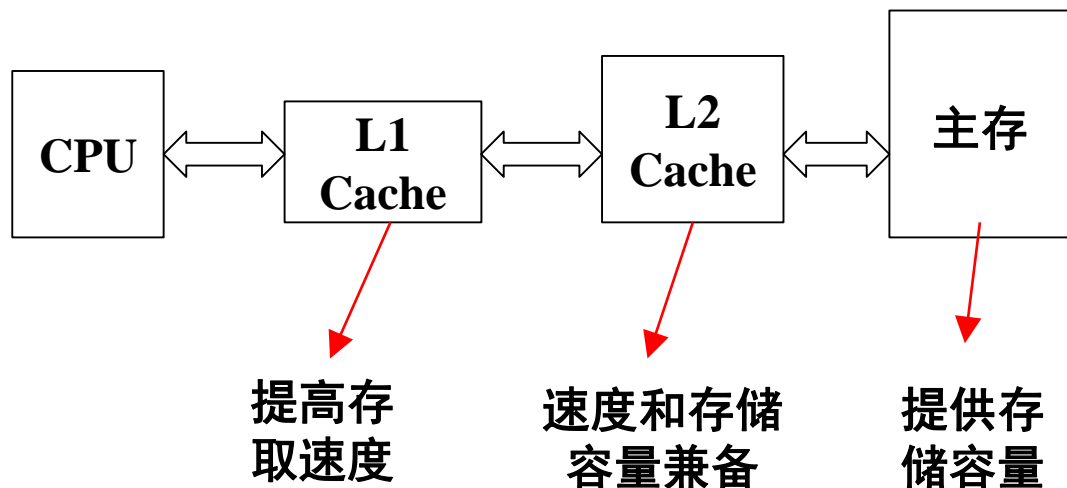 CPU
L1
Cache
L2
Cache
主存
提高存
取速度
速度和存储
容量兼备
提供存
储容量